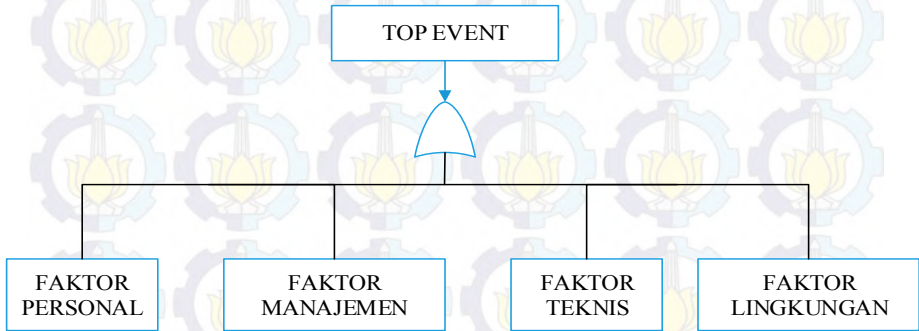 TOP EVENT
FAKTOR
PERSONAL
FAKTOR
MANAJEMEN
FAKTOR
TEKNIS
FAKTOR
LINGKUNGAN